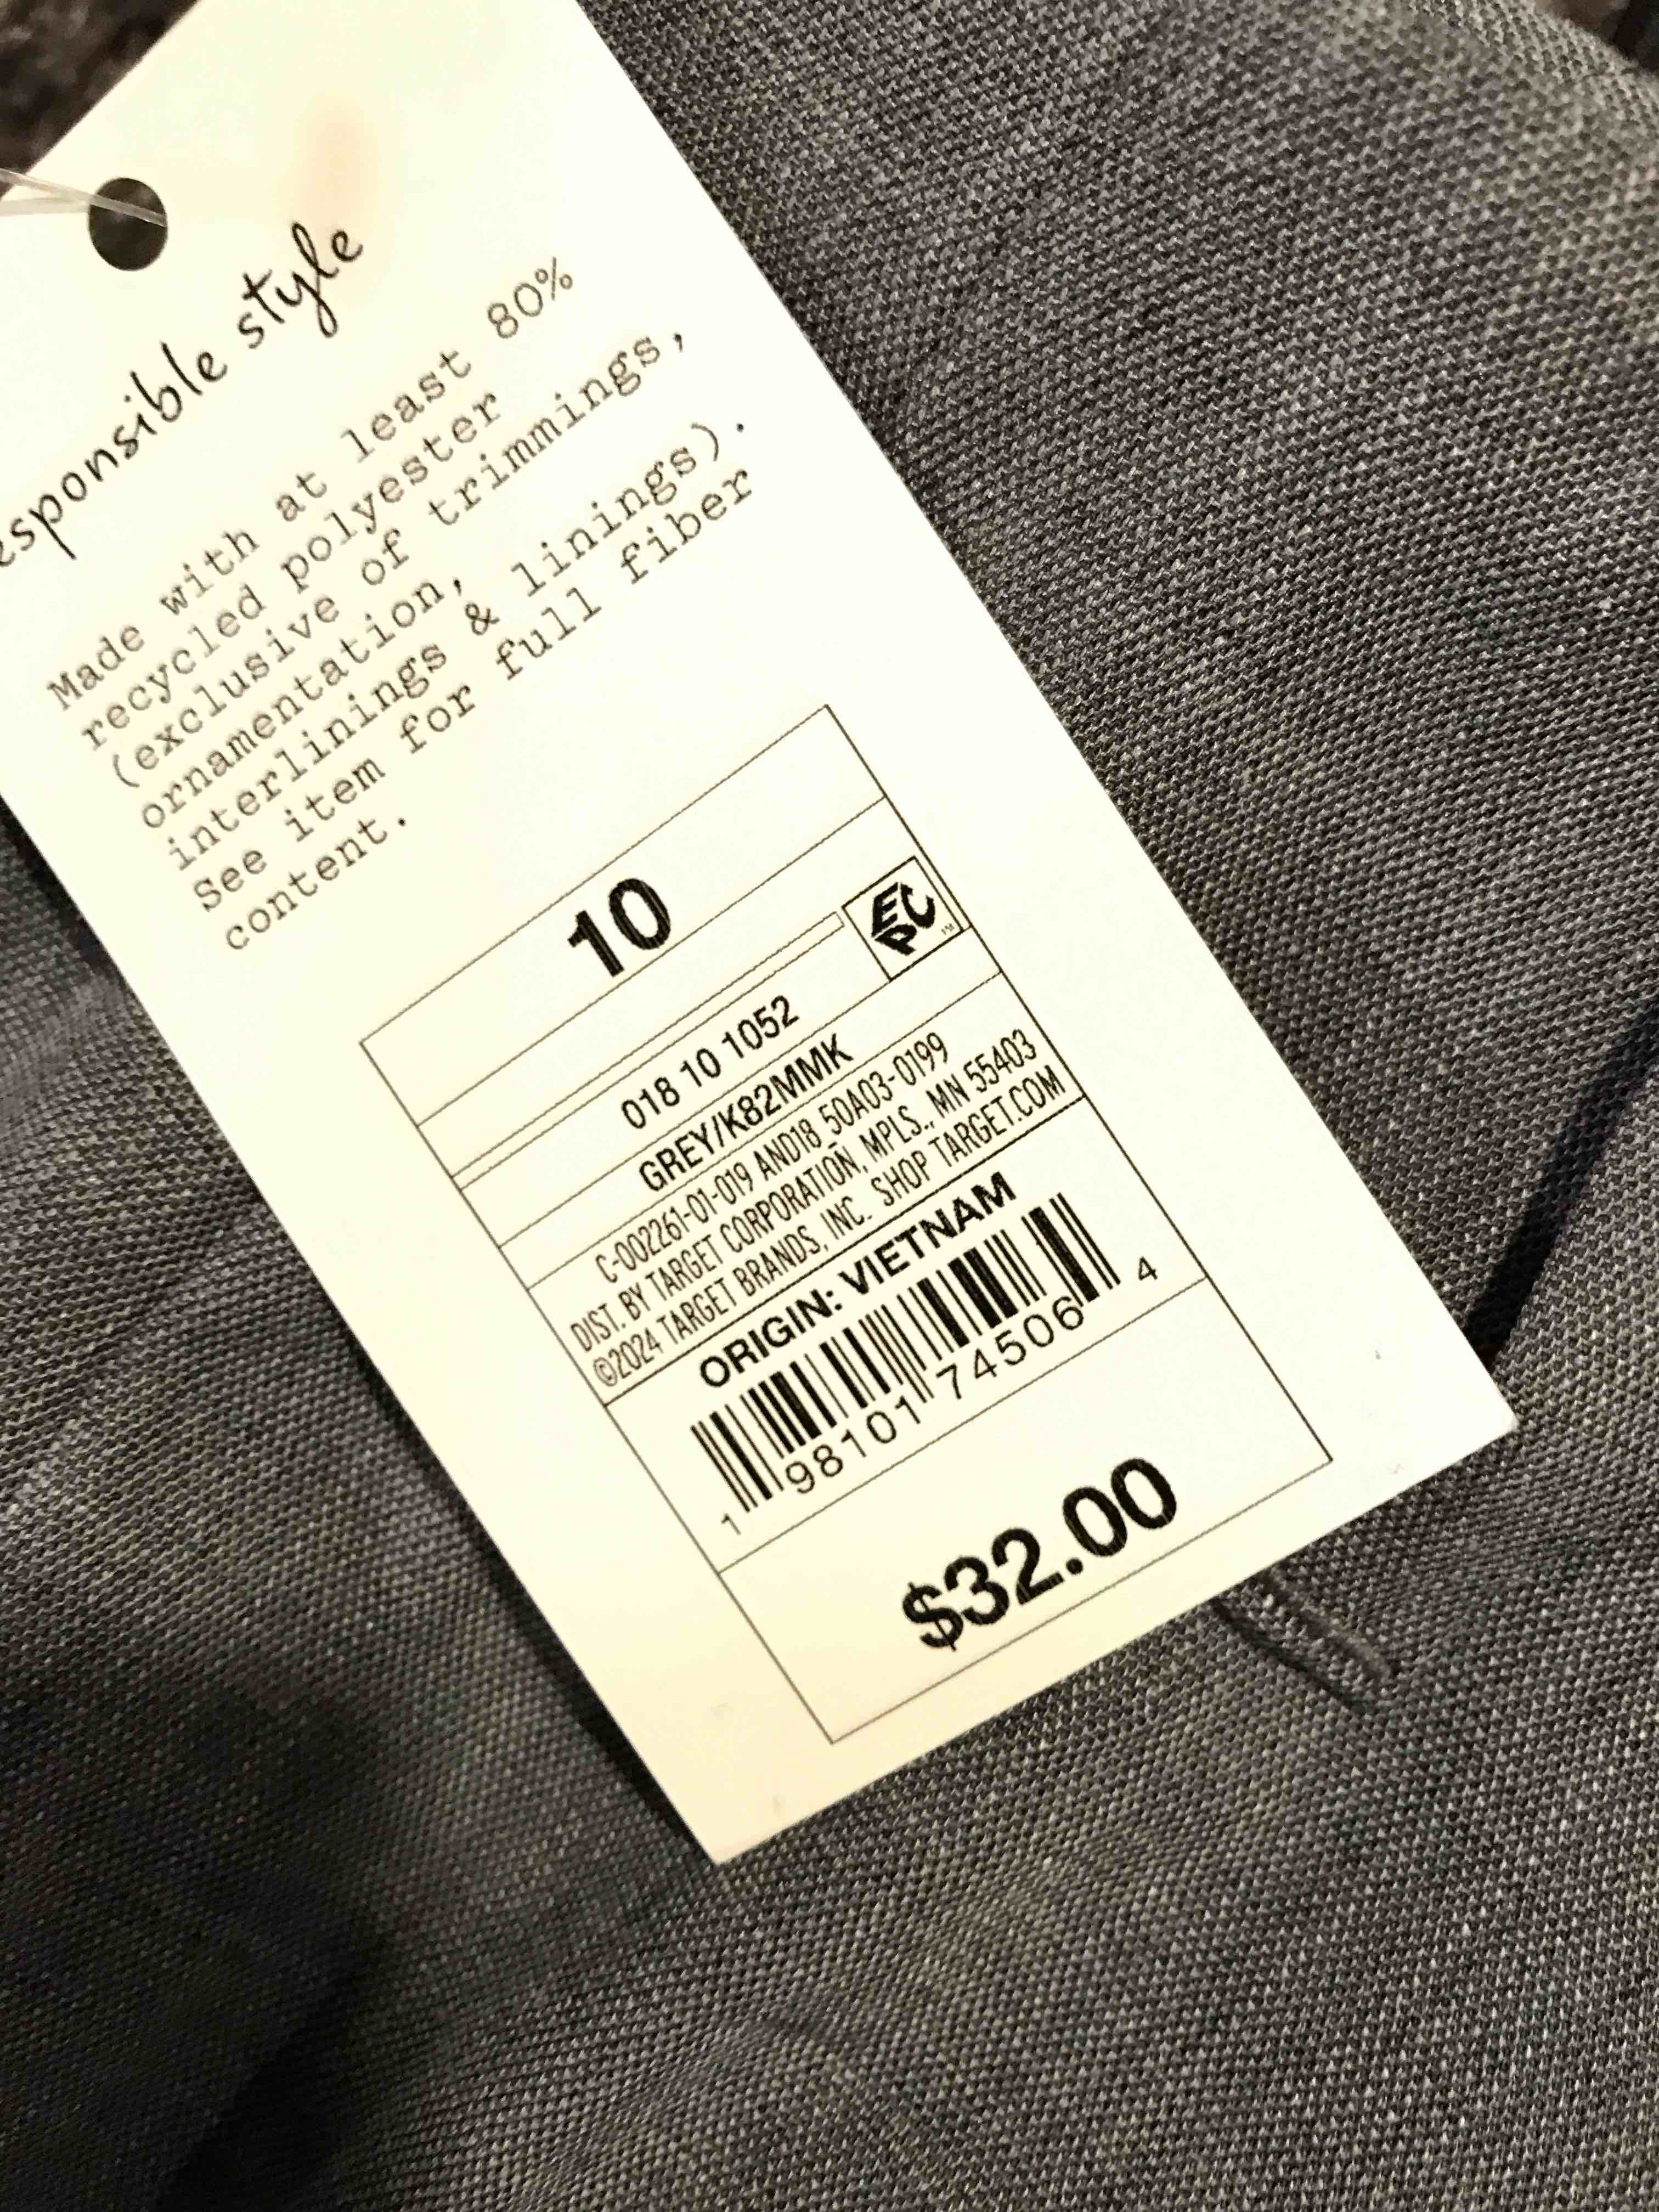 esponsible style
Made with at least 80%
recycled polyester
(exclusive of trimmings,
ornamentation,
interlinings & linings).
See item for full fiber
content.
10
EPC™
018 10 1052
GREY/K82MMK
C-002261-01-019 AND18 50A03-0199
DIST. BY TARGET CORPORATION, MPLS., MN 55403
©2024 TARGET BRANDS, INC. SHOP TARGET.COM
ORIGIN: VIETNAM
1 98101 74506 4
$32.00